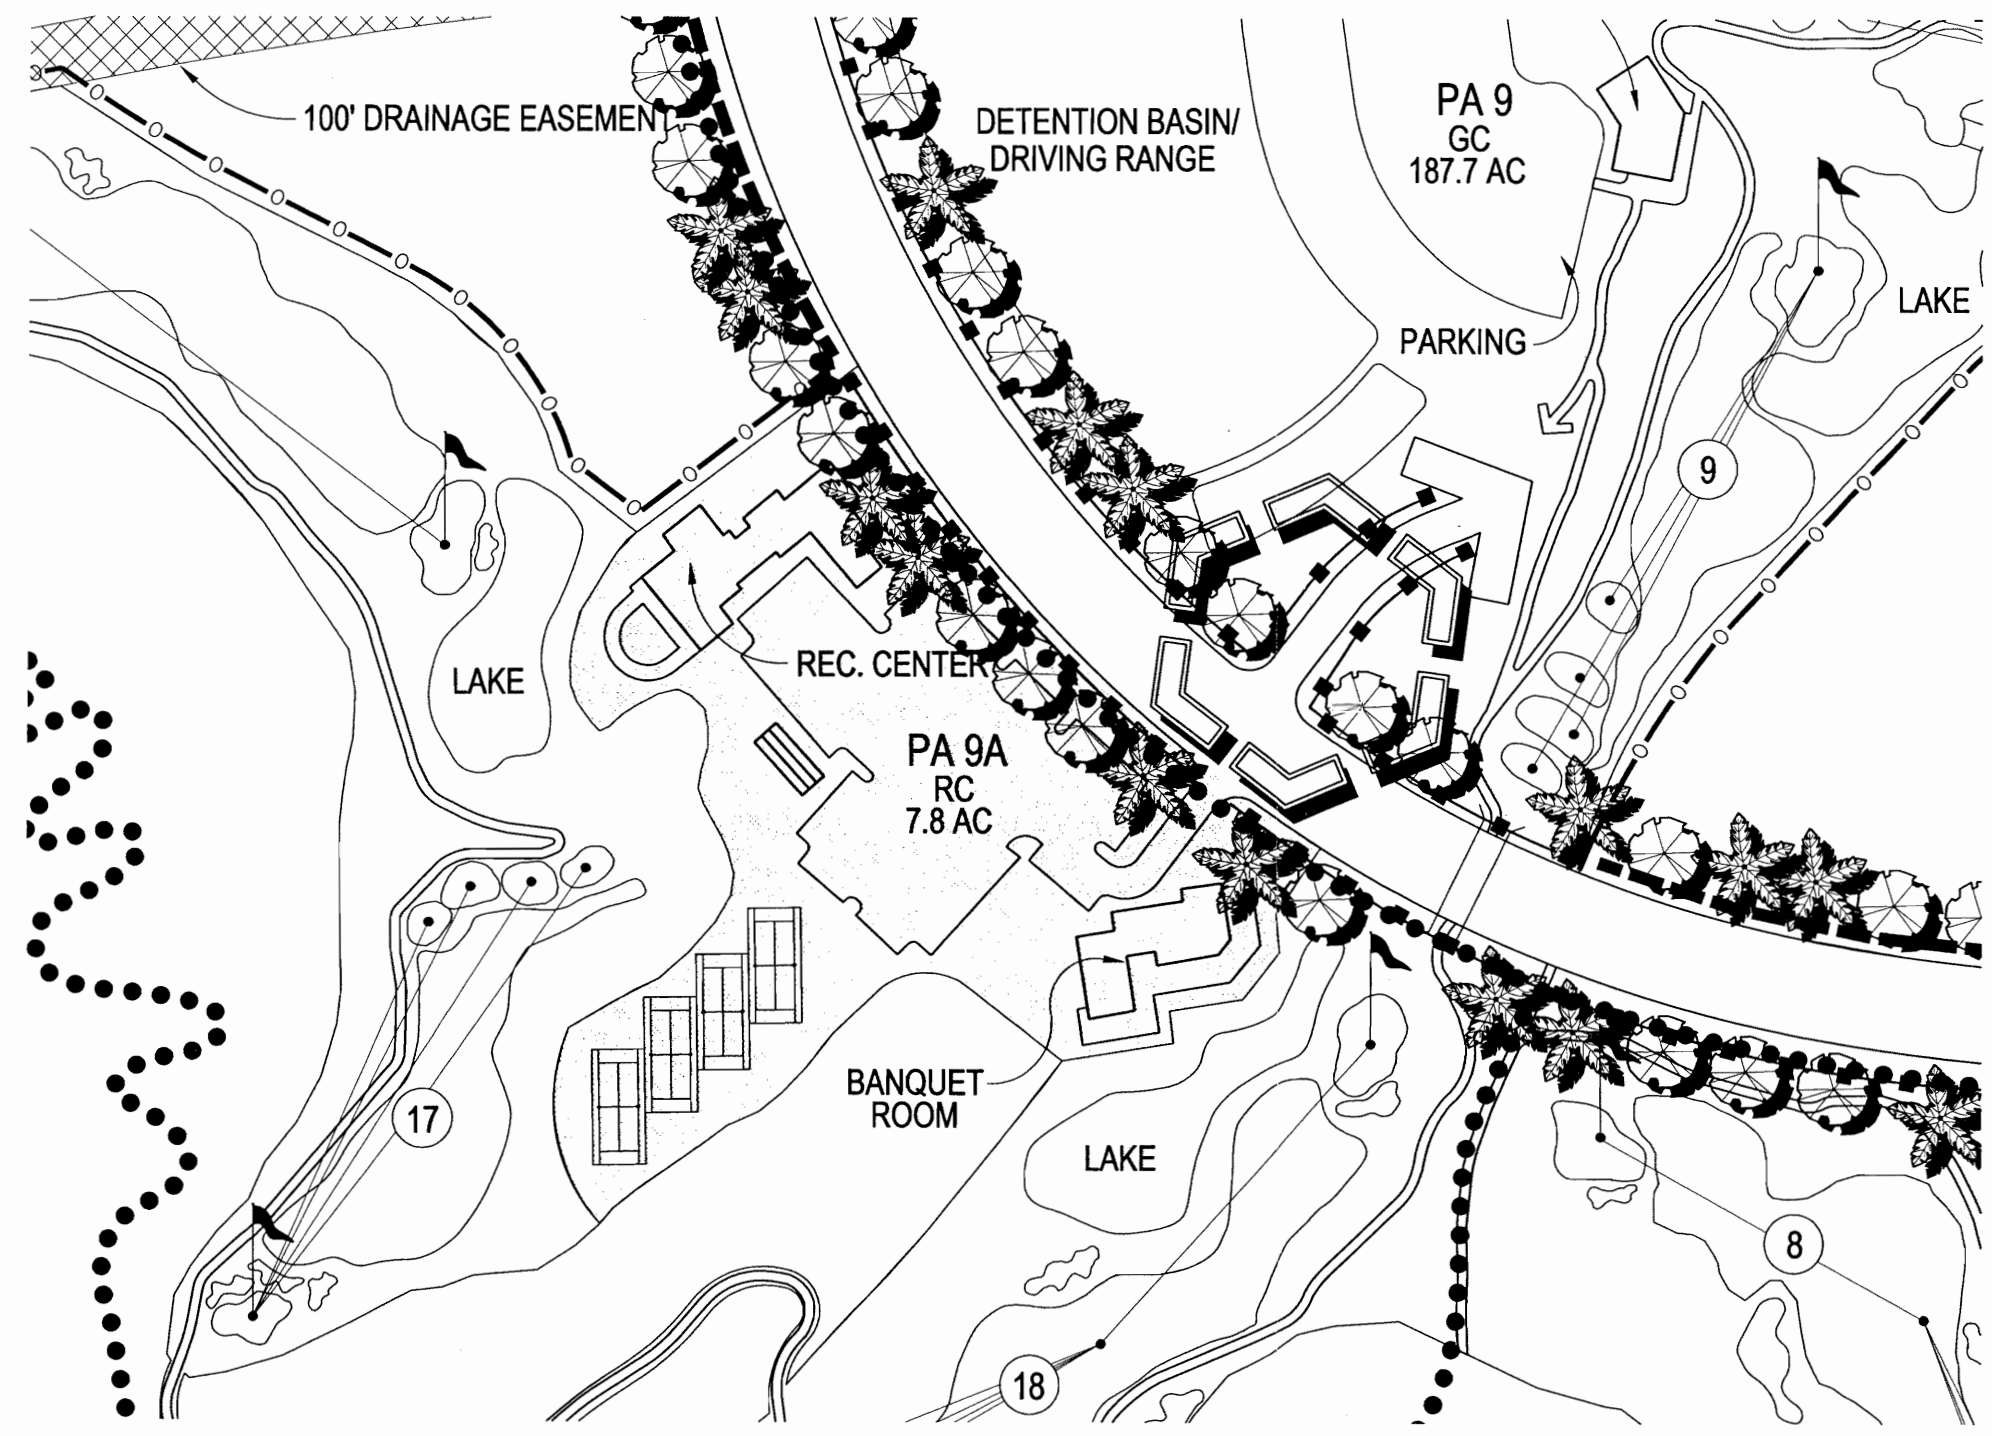 100' DRAINAGE EASEMENT
DETENTION BASIN/
DRIVING RANGE
PA 9
GC
187.7 AC
PARKING
LAKE
9
LAKE
REC. CENTER
PA 9A
RC
7.8 AC
BANQUET
ROOM
17
LAKE
8
18